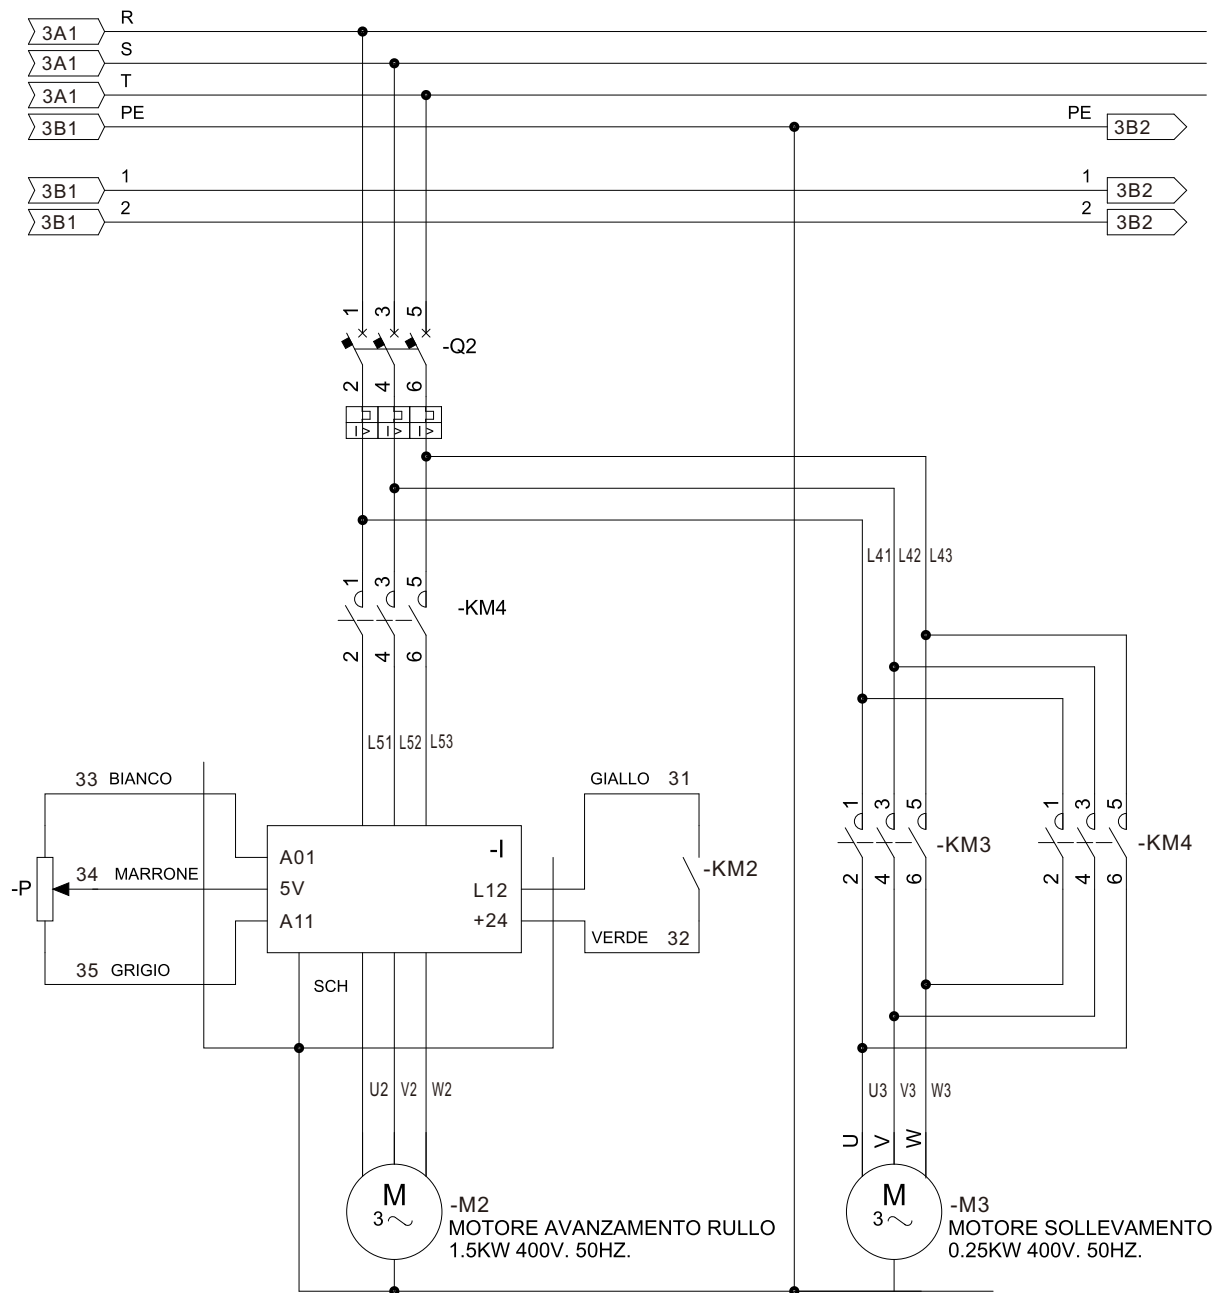 3A1 R
3A1 S
3A1 T
3B1 PE PE 3B2
3B1 1 1 3B2
3B1 2 2 3B2
1 3 5
-Q2
2 4 6
I > I > I >
L41 L42 L43
1 3 5
-KM4
2 4 6
L51 L52 L53
33 BIANCO
GIALLO 31
1 3 5
-KM3
2 4 6
1 3 5
-KM4
2 4 6
-I
A01
-P
34 MARRONE
5V
L12
-KM2
A11
+24
VERDE 32
35 GRIGIO
SCH
U2 V2 W2
U3 V3 W3
U V W
M
3~
-M2
MOTORE AVANZAMENTO RULLO
1.5KW 400V. 50HZ.
M
3~
-M3
MOTORE SOLLEVAMENTO
0.25KW 400V. 50HZ.